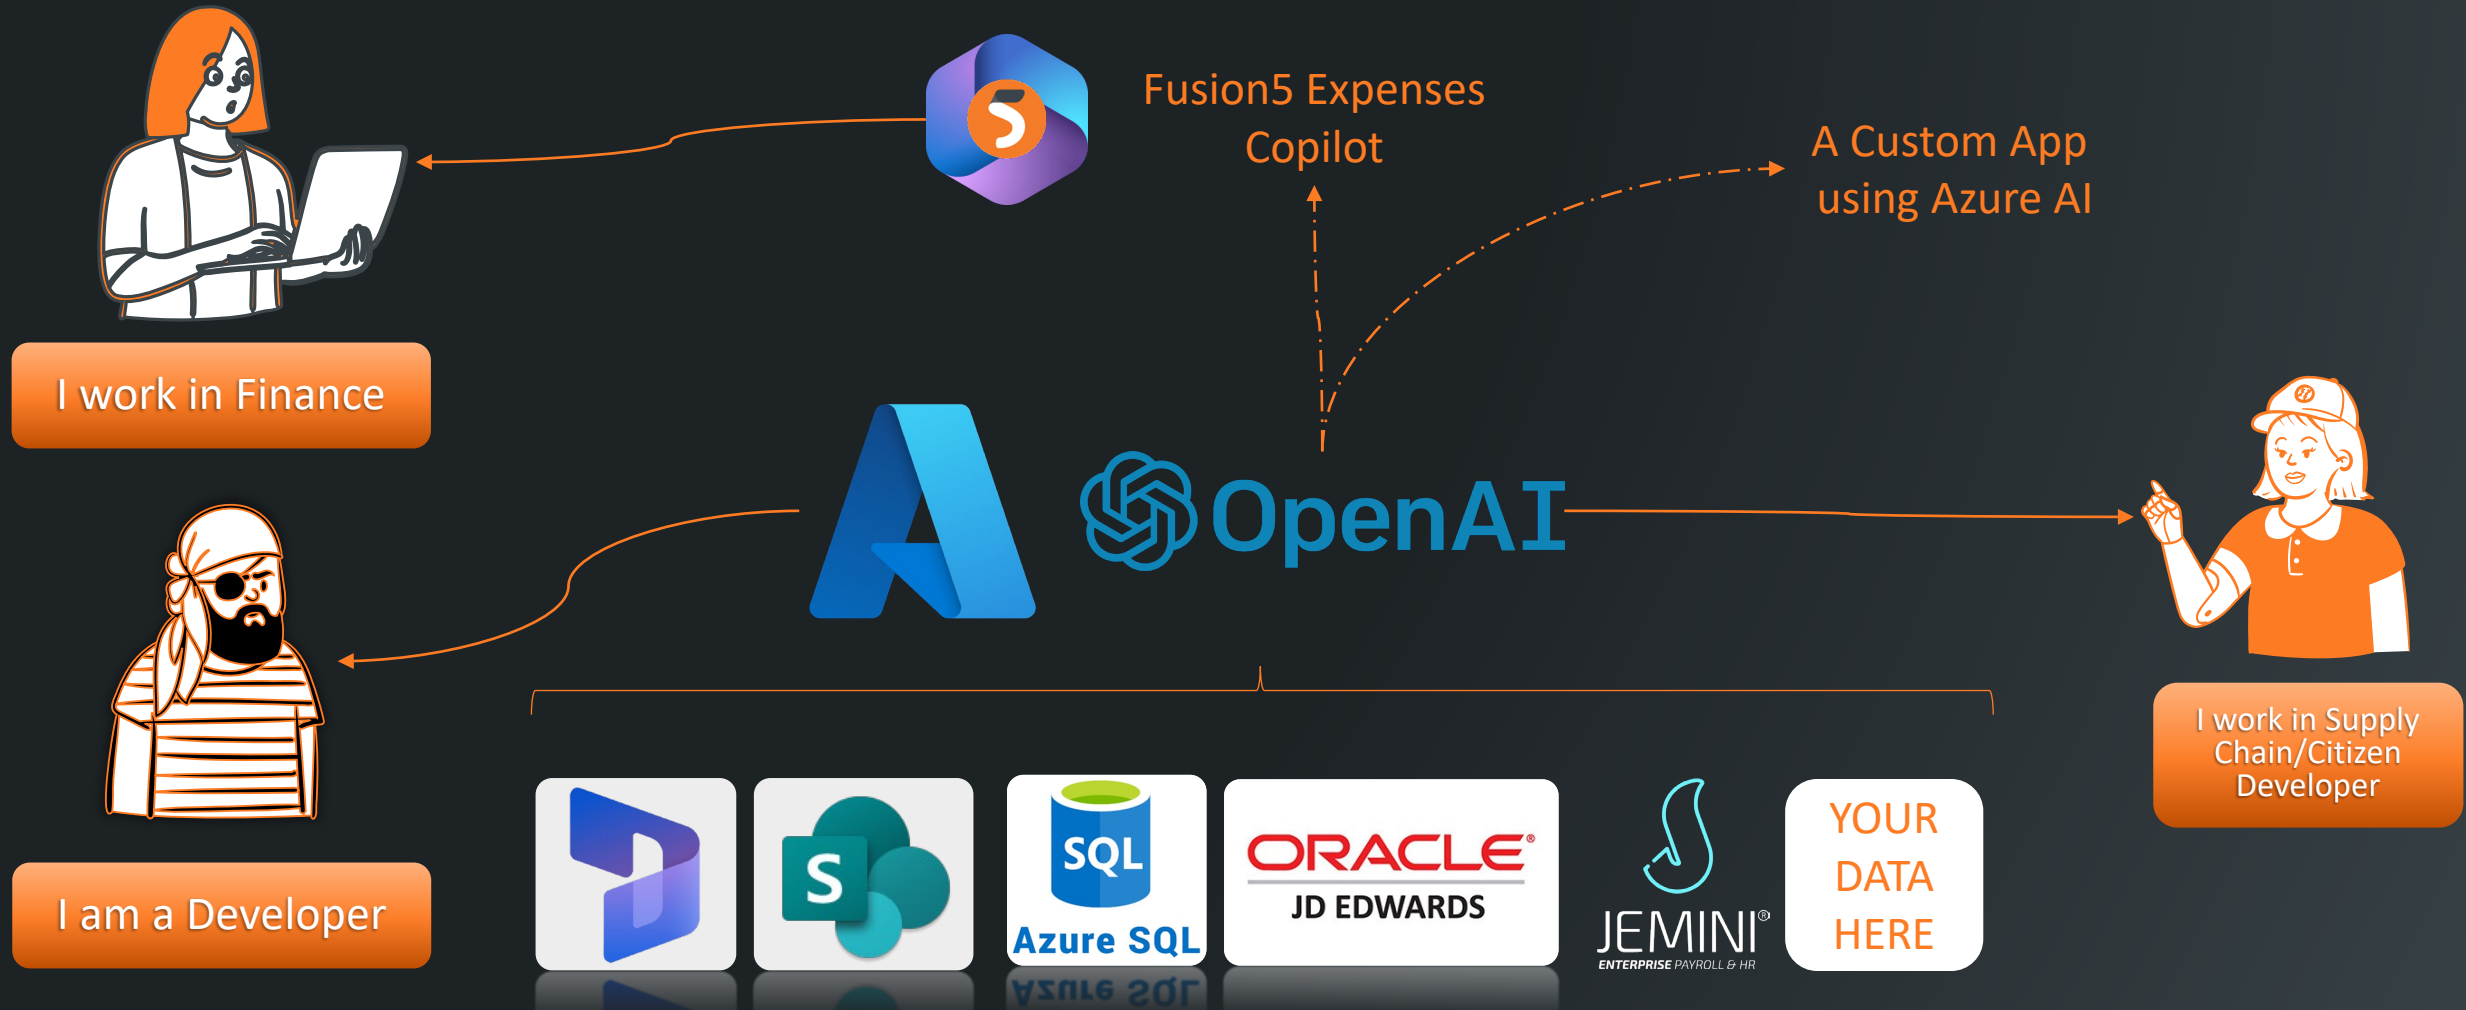 Fusion5 Expenses
Copilot
A Custom App
using Azure AI
I work in Finance
OpenAI
I work in Supply
Chain/Citizen
Developer
I am a Developer
S
SQL
Azure SQL
ORACLE®
JD EDWARDS
JEMINI®
ENTERPRISE PAYROLL & HR
YOUR
DATA
HERE
5